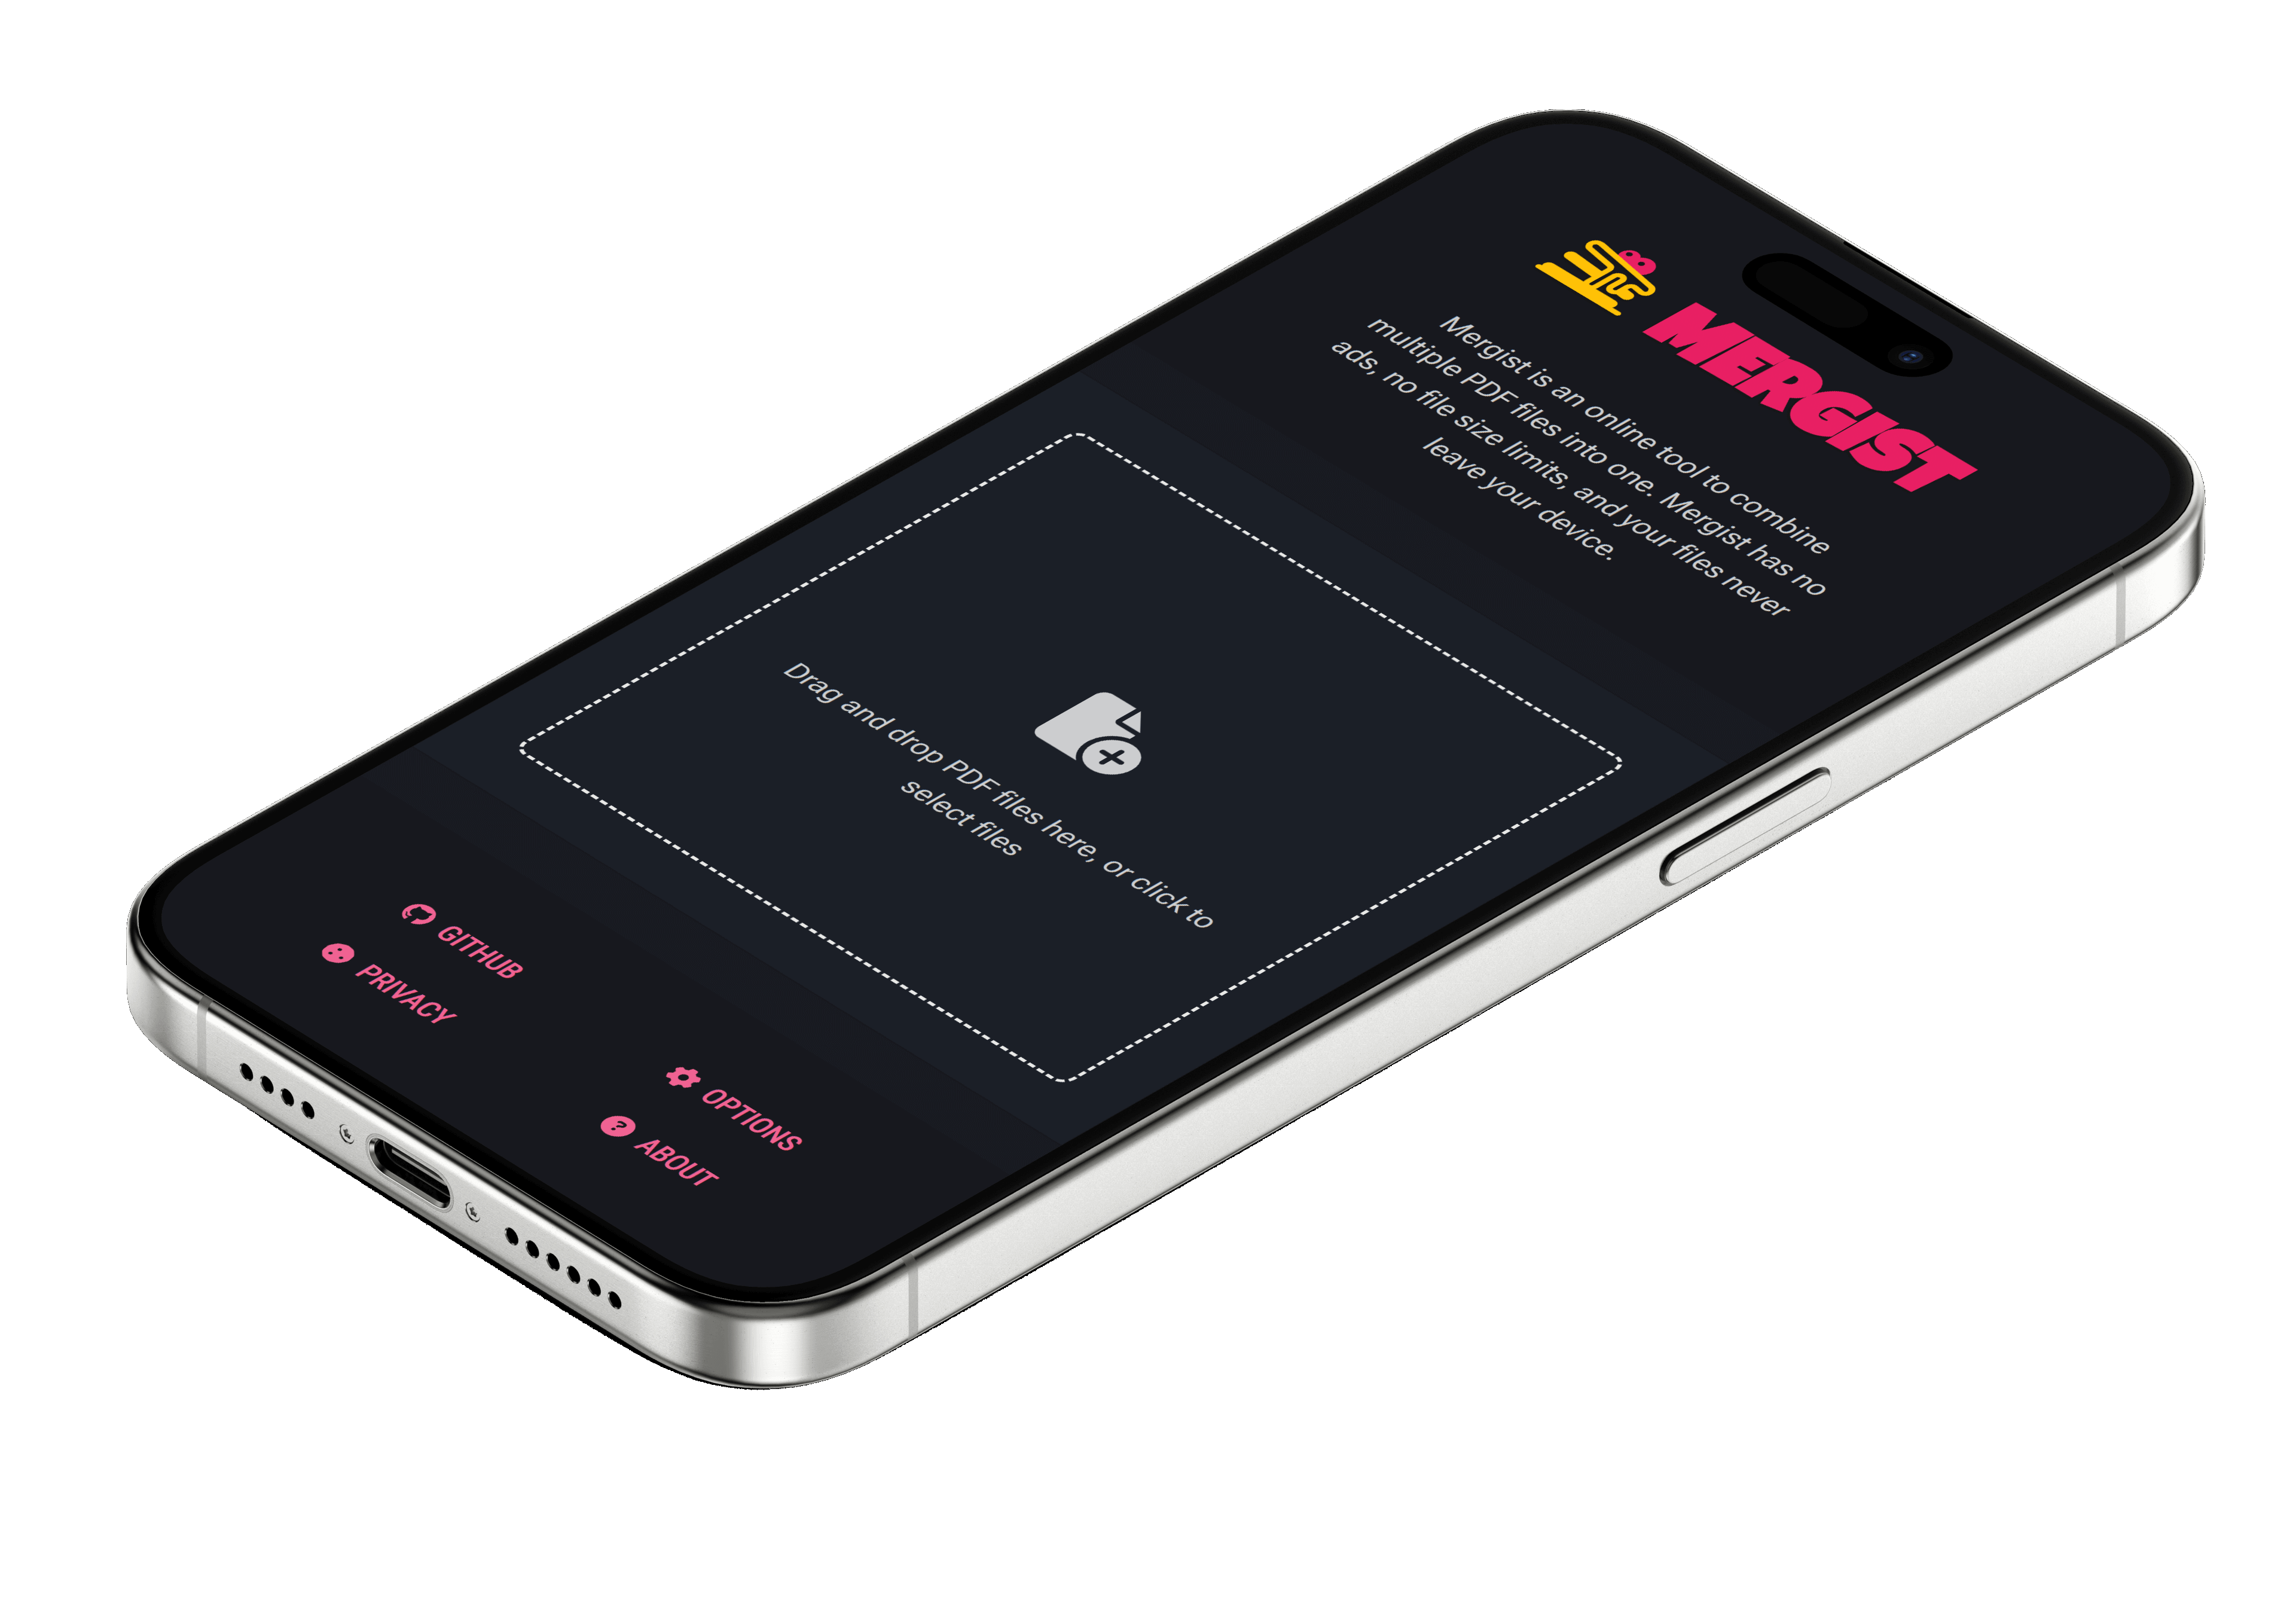 MERGIST
Mergist is an online tool to combine
multiple PDF files into one. Mergist has no
ads, no file size limits, and your files never
leave your device.
Drag and drop PDF files here, or click to
select files
GITHUB
OPTIONS
PRIVACY
ABOUT